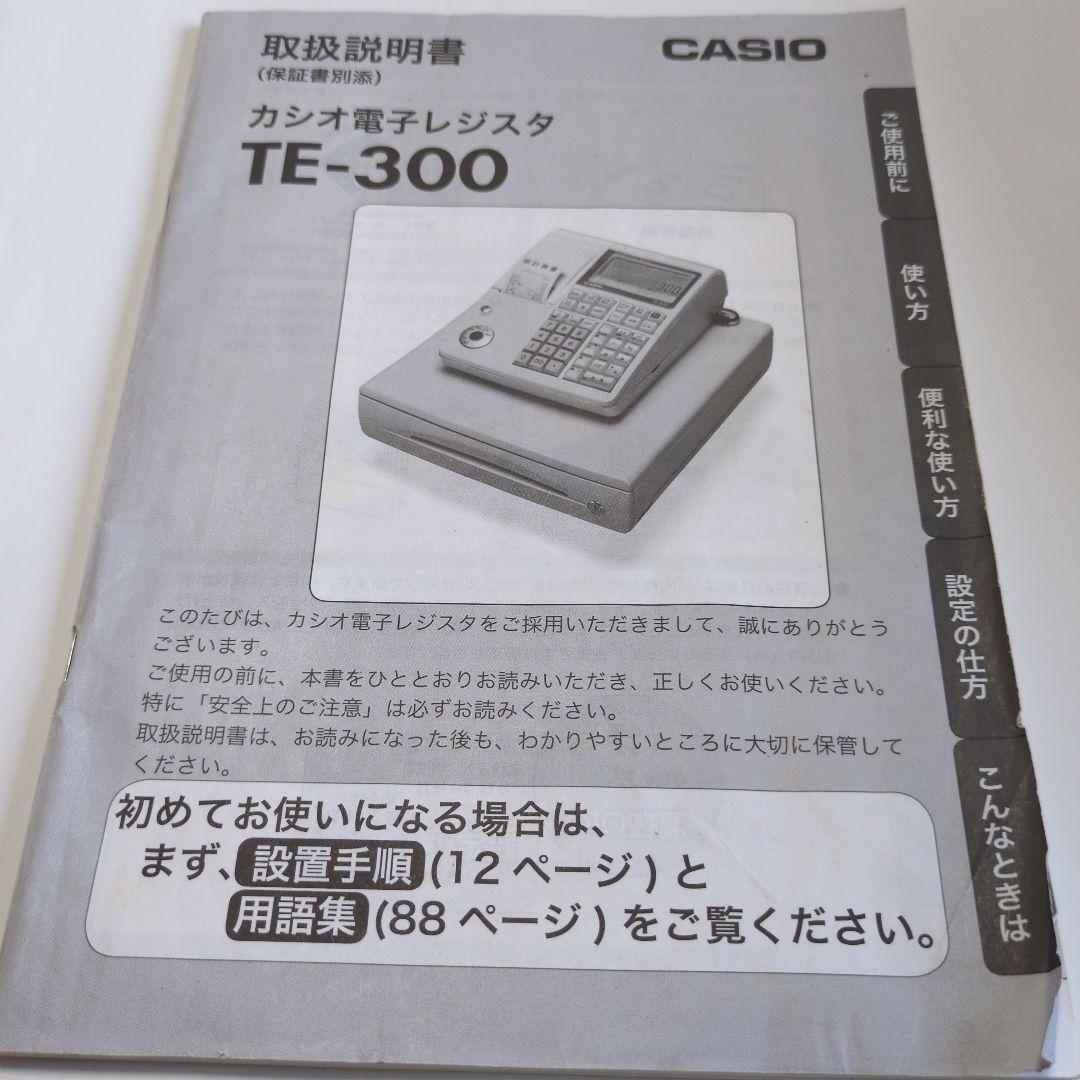 取扱説明書
(保証書別添)
CASIO
カシオ電子レジスタ
TE-300
ご使用前に
使い方
便利な使い方
設定の仕方
こんなときは
300
このたびは、カシオ電子レジスタをご採用いただきまして、誠にありがとう
ございます。
ご使用の前に、本書をひととおりお読みいただき、正しくお使いください。
特に「安全上のご注意」は必ずお読みください。
取扱説明書は、お読みになった後も、わかりやすいところに大切に保管して
ください。
初めてお使いになる場合は、
まず、設置手順(12 ページ) と
用語集(88 ページ) をご覧ください。